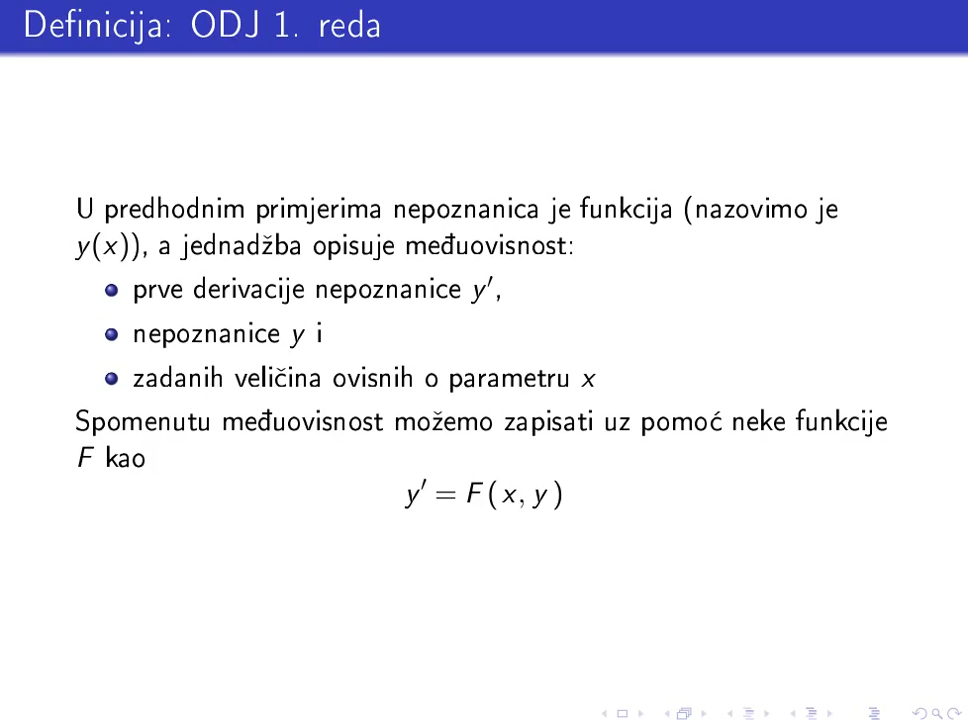 Definicija: ODJ 1. reda
U predhodnim primjerima nepoznanica je funkcija (nazovimo je
y(x)), a jednadžba opisuje međuovisnost:
prve derivacije nepoznanice y′,
nepoznanice y i
zadanih veličina ovisnih o parametru x
Spomenutu međuovisnost možemo zapisati uz pomoć neke funkcije
F kao
y′ = F ( x, y )